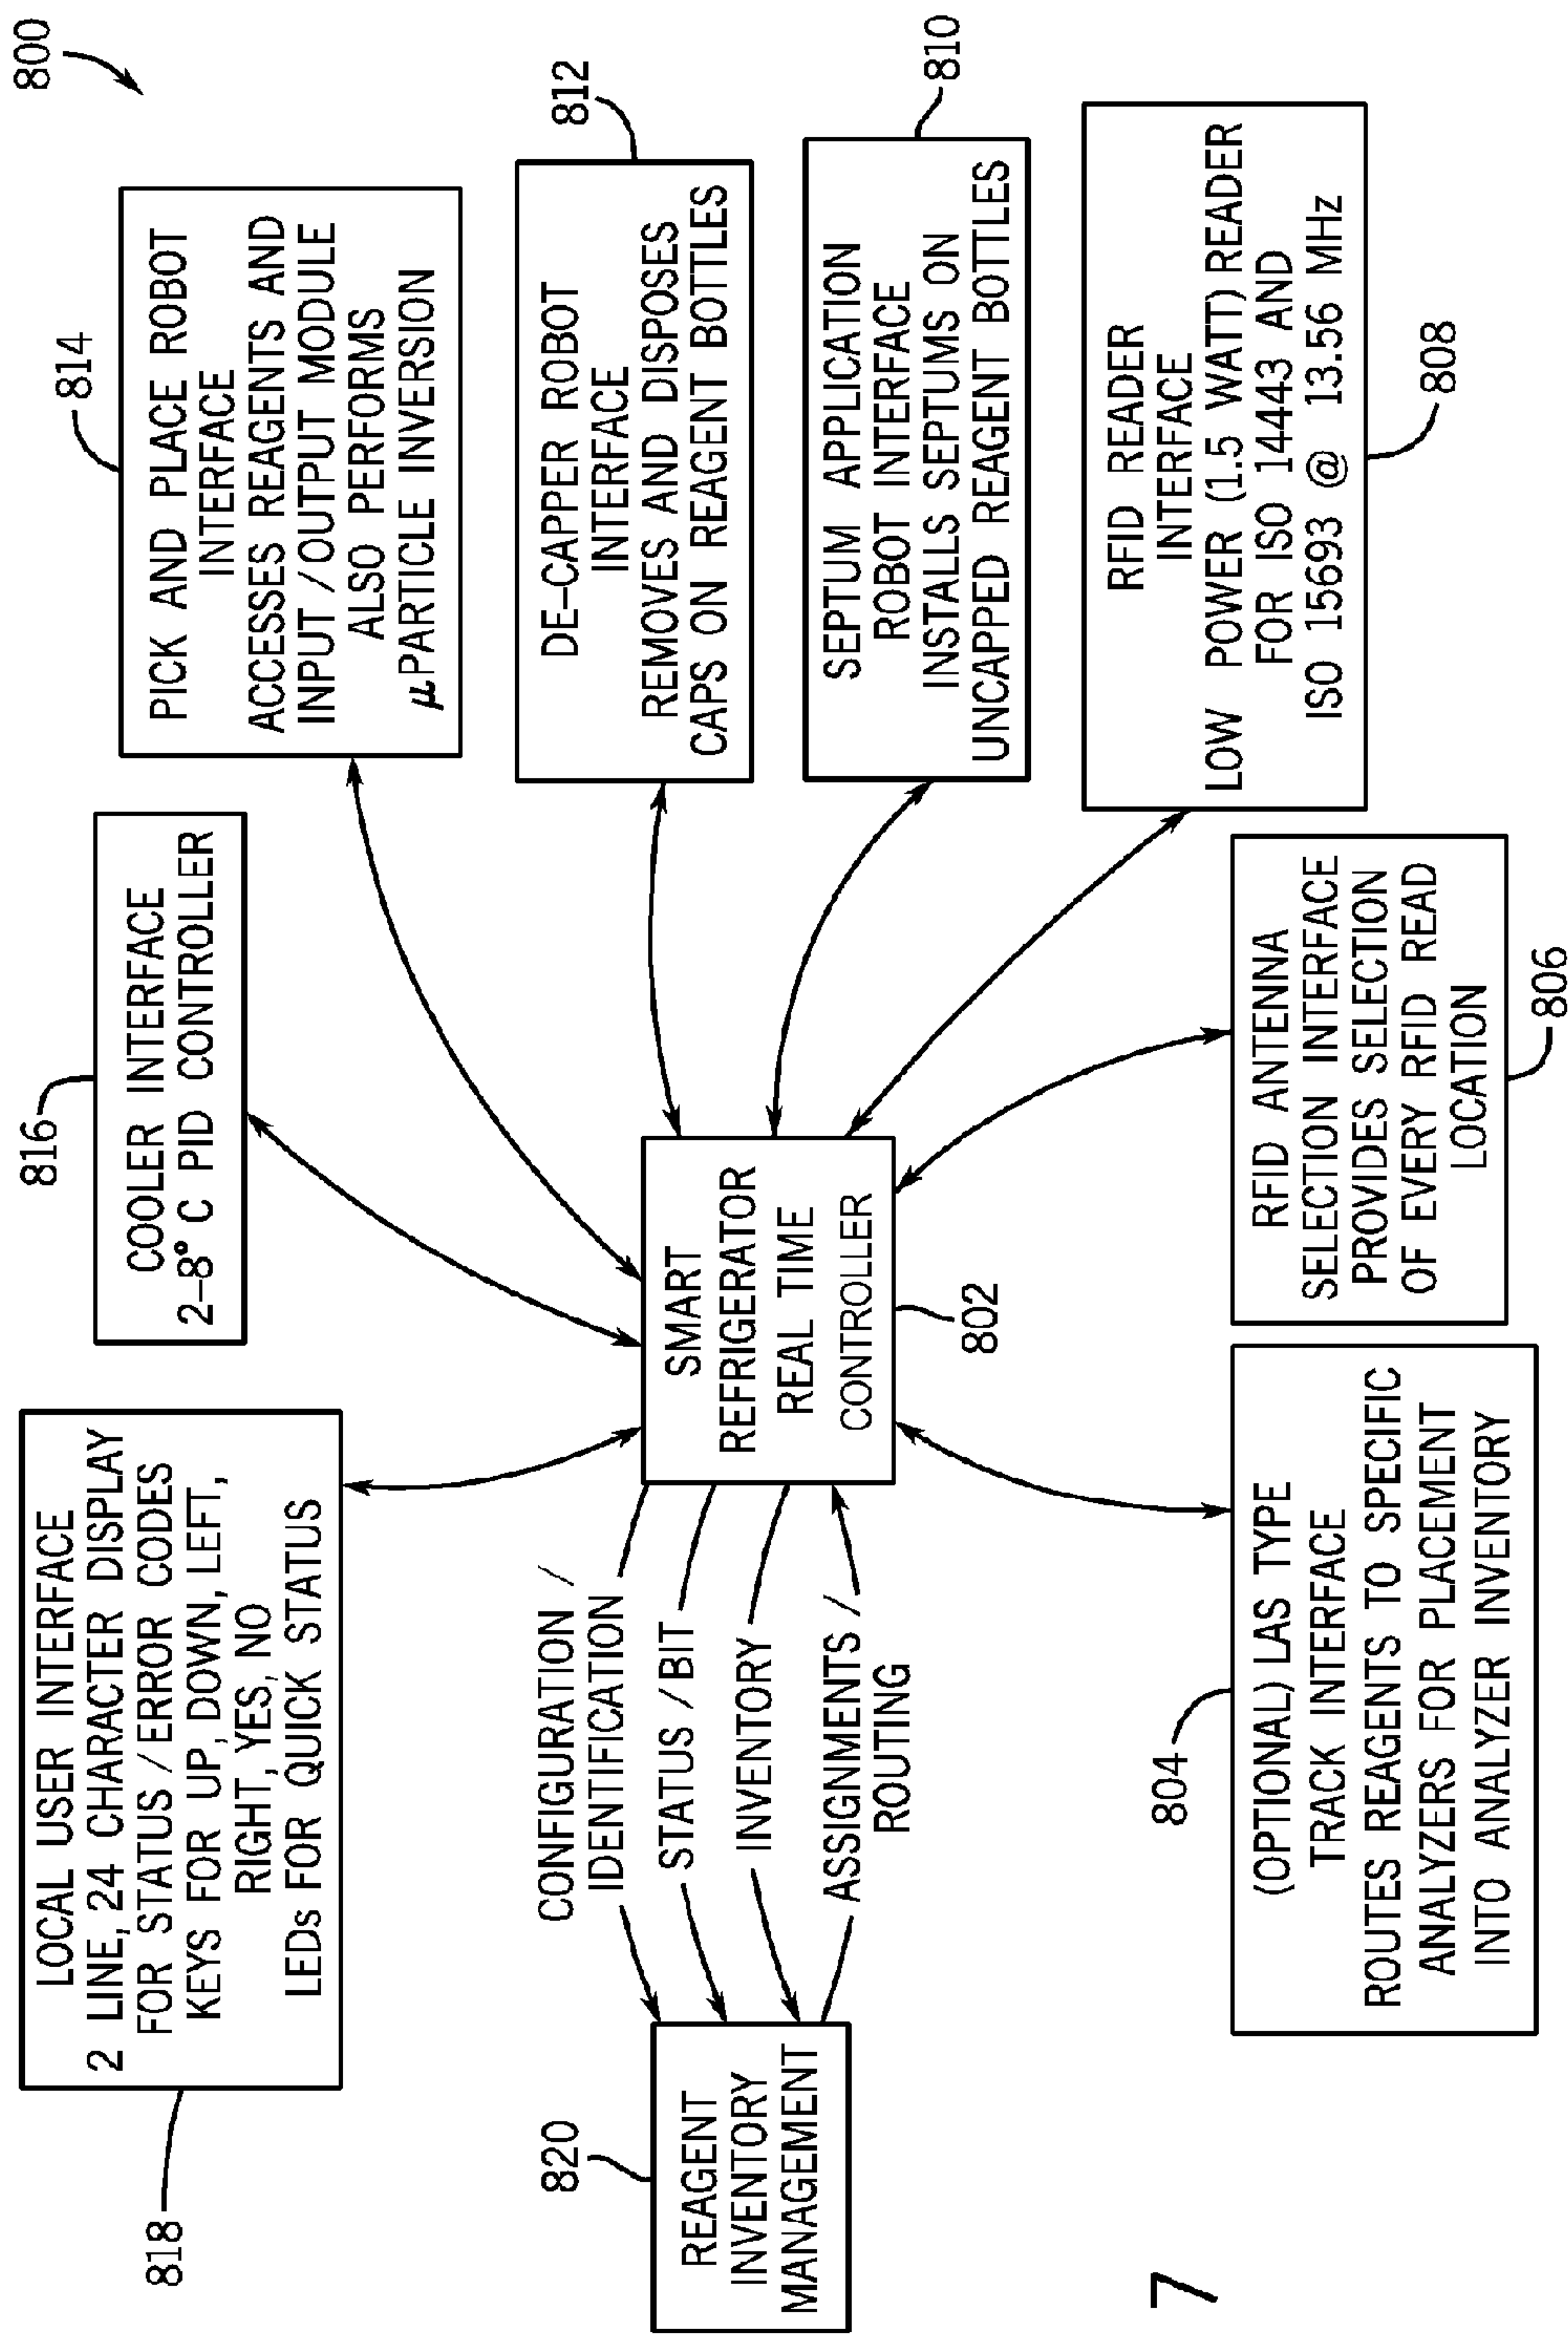 800
818
LOCAL USER INTERFACE
2 LINE, 24 CHARACTER DISPLAY
FOR STATUS / ERROR CODES
KEYS FOR UP, DOWN, LEFT,
RIGHT, YES, NO
LEDs FOR QUICK STATUS
816
COOLER INTERFACE
2–8° C PID CONTROLLER
814
PICK AND PLACE ROBOT
INTERFACE
ACCESSES REAGENTS AND
INPUT / OUTPUT MODULE
ALSO PERFORMS
μPARTICLE INVERSION
812
DE–CAPPER ROBOT
INTERFACE
REMOVES AND DISPOSES
CAPS ON REAGENT BOTTLES
810
SEPTUM APPLICATION
ROBOT INTERFACE
INSTALLS SEPTUMS ON
UNCAPPED REAGENT BOTTLES
820
REAGENT
INVENTORY
MANAGEMENT
CONFIGURATION /
IDENTIFICATION
STATUS / BIT
INVENTORY
ASSIGNMENTS /
ROUTING
SMART
REFRIGERATOR
REAL TIME
CONTROLLER
802
RFID READER
INTERFACE
LOW POWER (1.5 WATT) READER
FOR ISO 14443 AND
ISO 15693 @ 13.56 MHz
808
804
(OPTIONAL) LAS TYPE
TRACK INTERFACE
ROUTES REAGENTS TO SPECIFIC
ANALYZERS FOR PLACEMENT
INTO ANALYZER INVENTORY
RFID ANTENNA
SELECTION INTERFACE
PROVIDES SELECTION
OF EVERY RFID READ
LOCATION
806
7